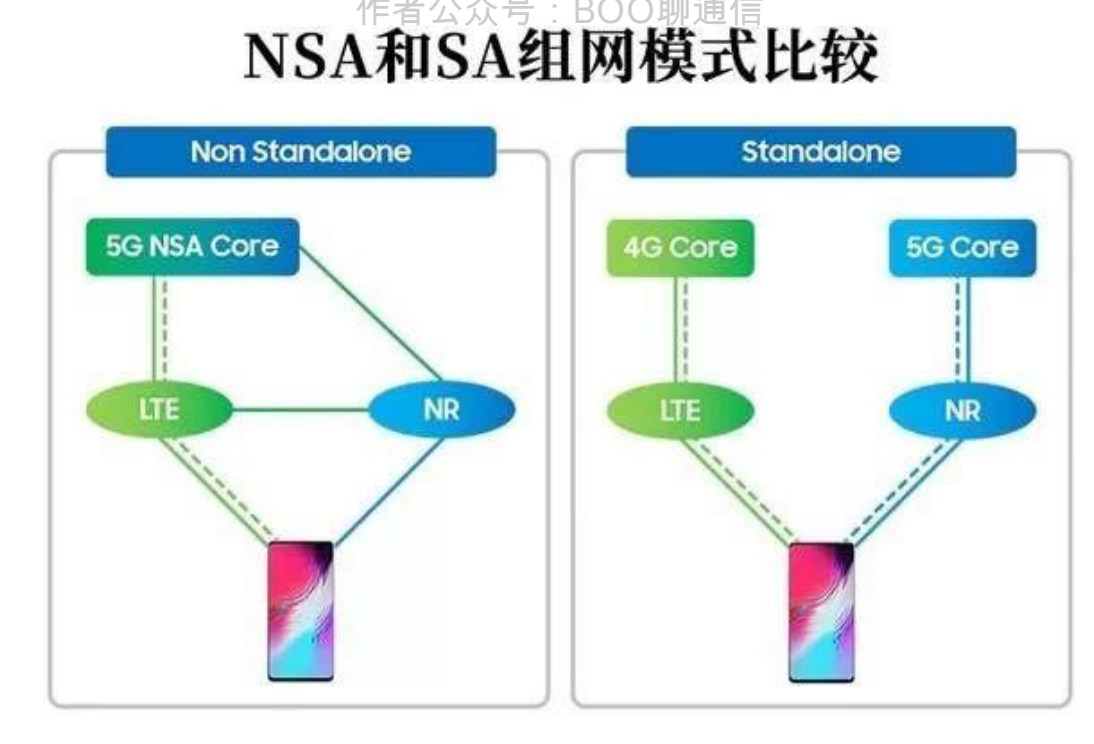 作者公众号：BOO聊通信
NSA和SA组网模式比较
Non Standalone
5G NSA Core
LTE
NR
Standalone
4G Core
5G Core
LTE
NR